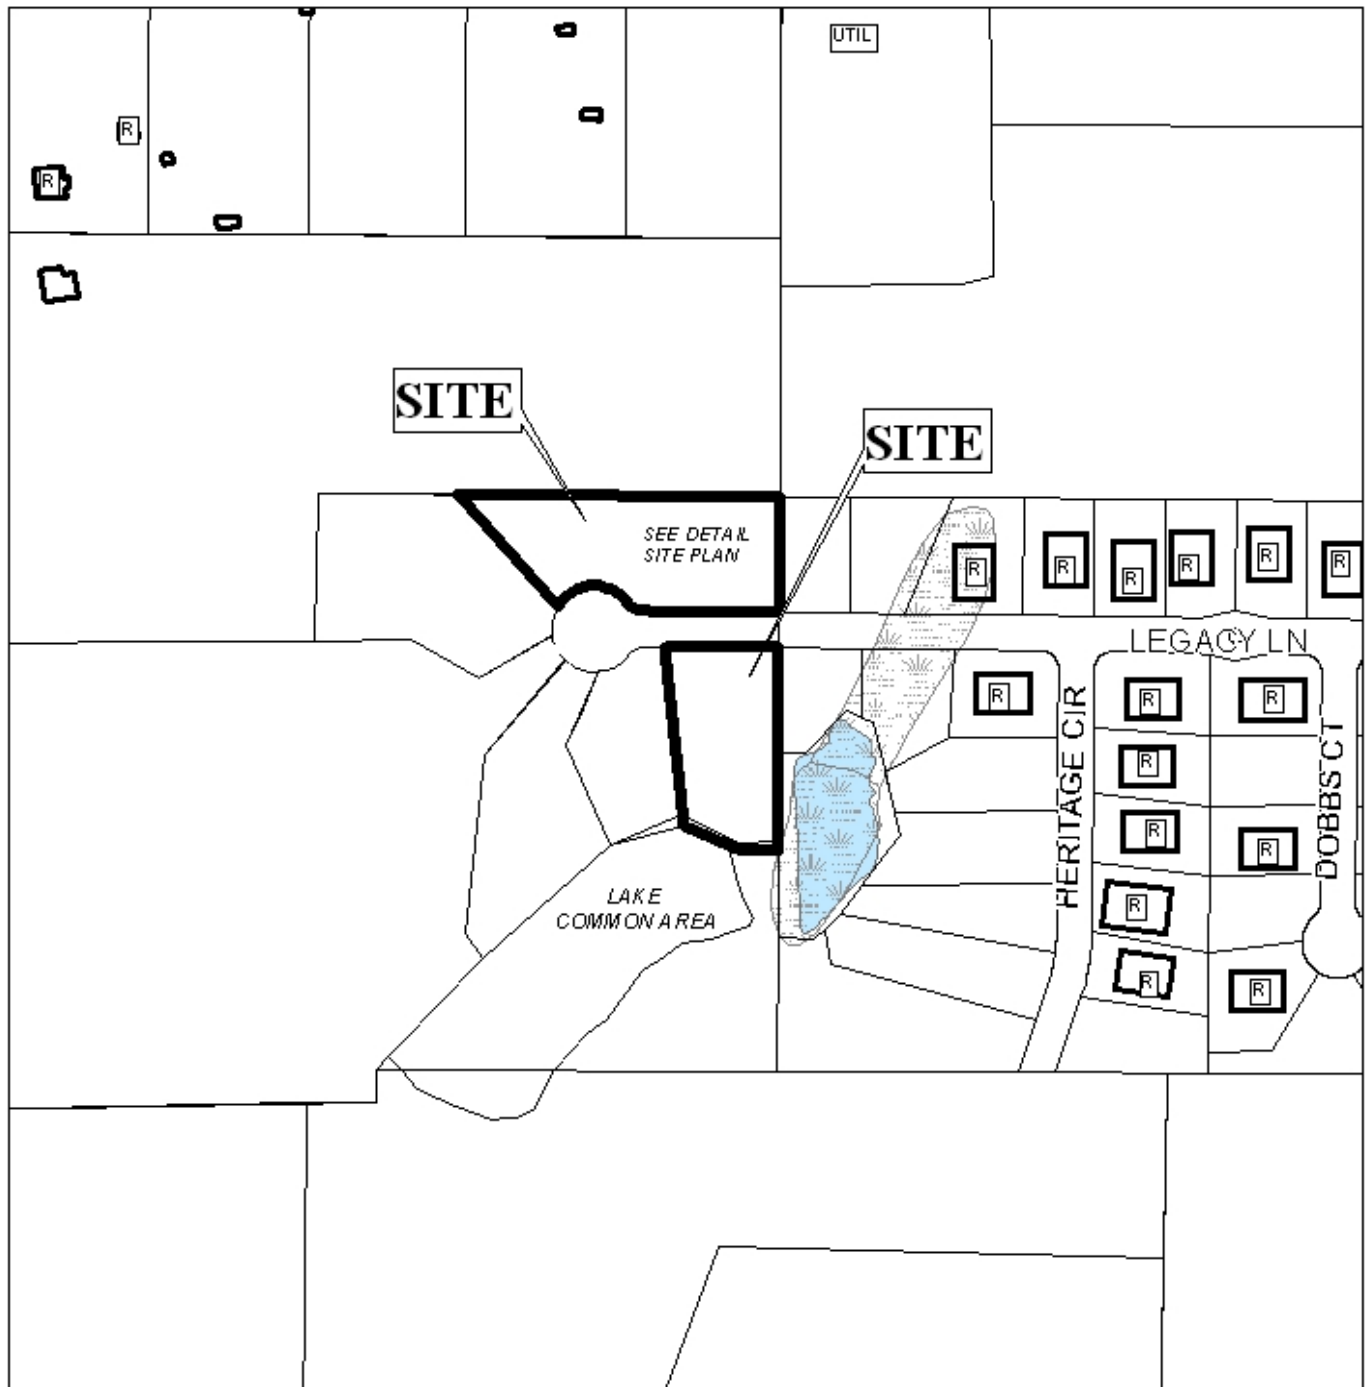 UTIL
R
R
SITE
SITE
SEE DETAIL
SITE PLAN
R
R
R
R
R
R
LEGACY LN
R
R
R
HERITAGE CIR
DOBBS CT
R
R
R
LAKE
COMMON AREA
R
R
R